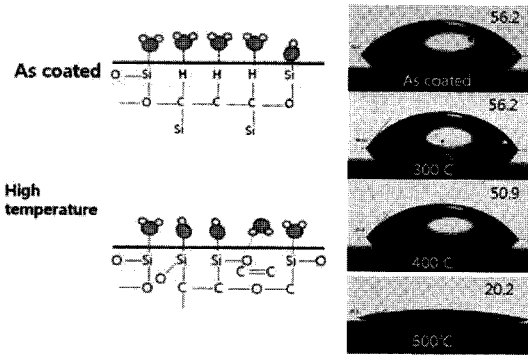 As coated
Si H H H Si
O
O C C C O
Si Si
High
temperature
O Si Si Si O Si O
O C=C
O C C O C
56.2
As coated
56.2
300°C
50.9
400°C
20.2
500°C